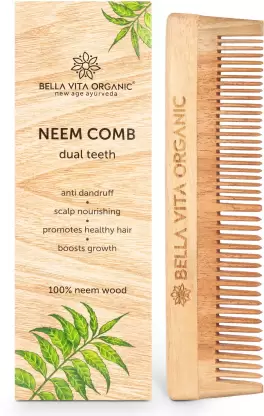 BELLA VITA ORGANIC®
new age ayurveda
NEEM COMB
dual teeth
anti dandruff
scalp nourishing
promotes healthy hair
boosts growth
100% neem wood
BELLA VITA ORGANIC